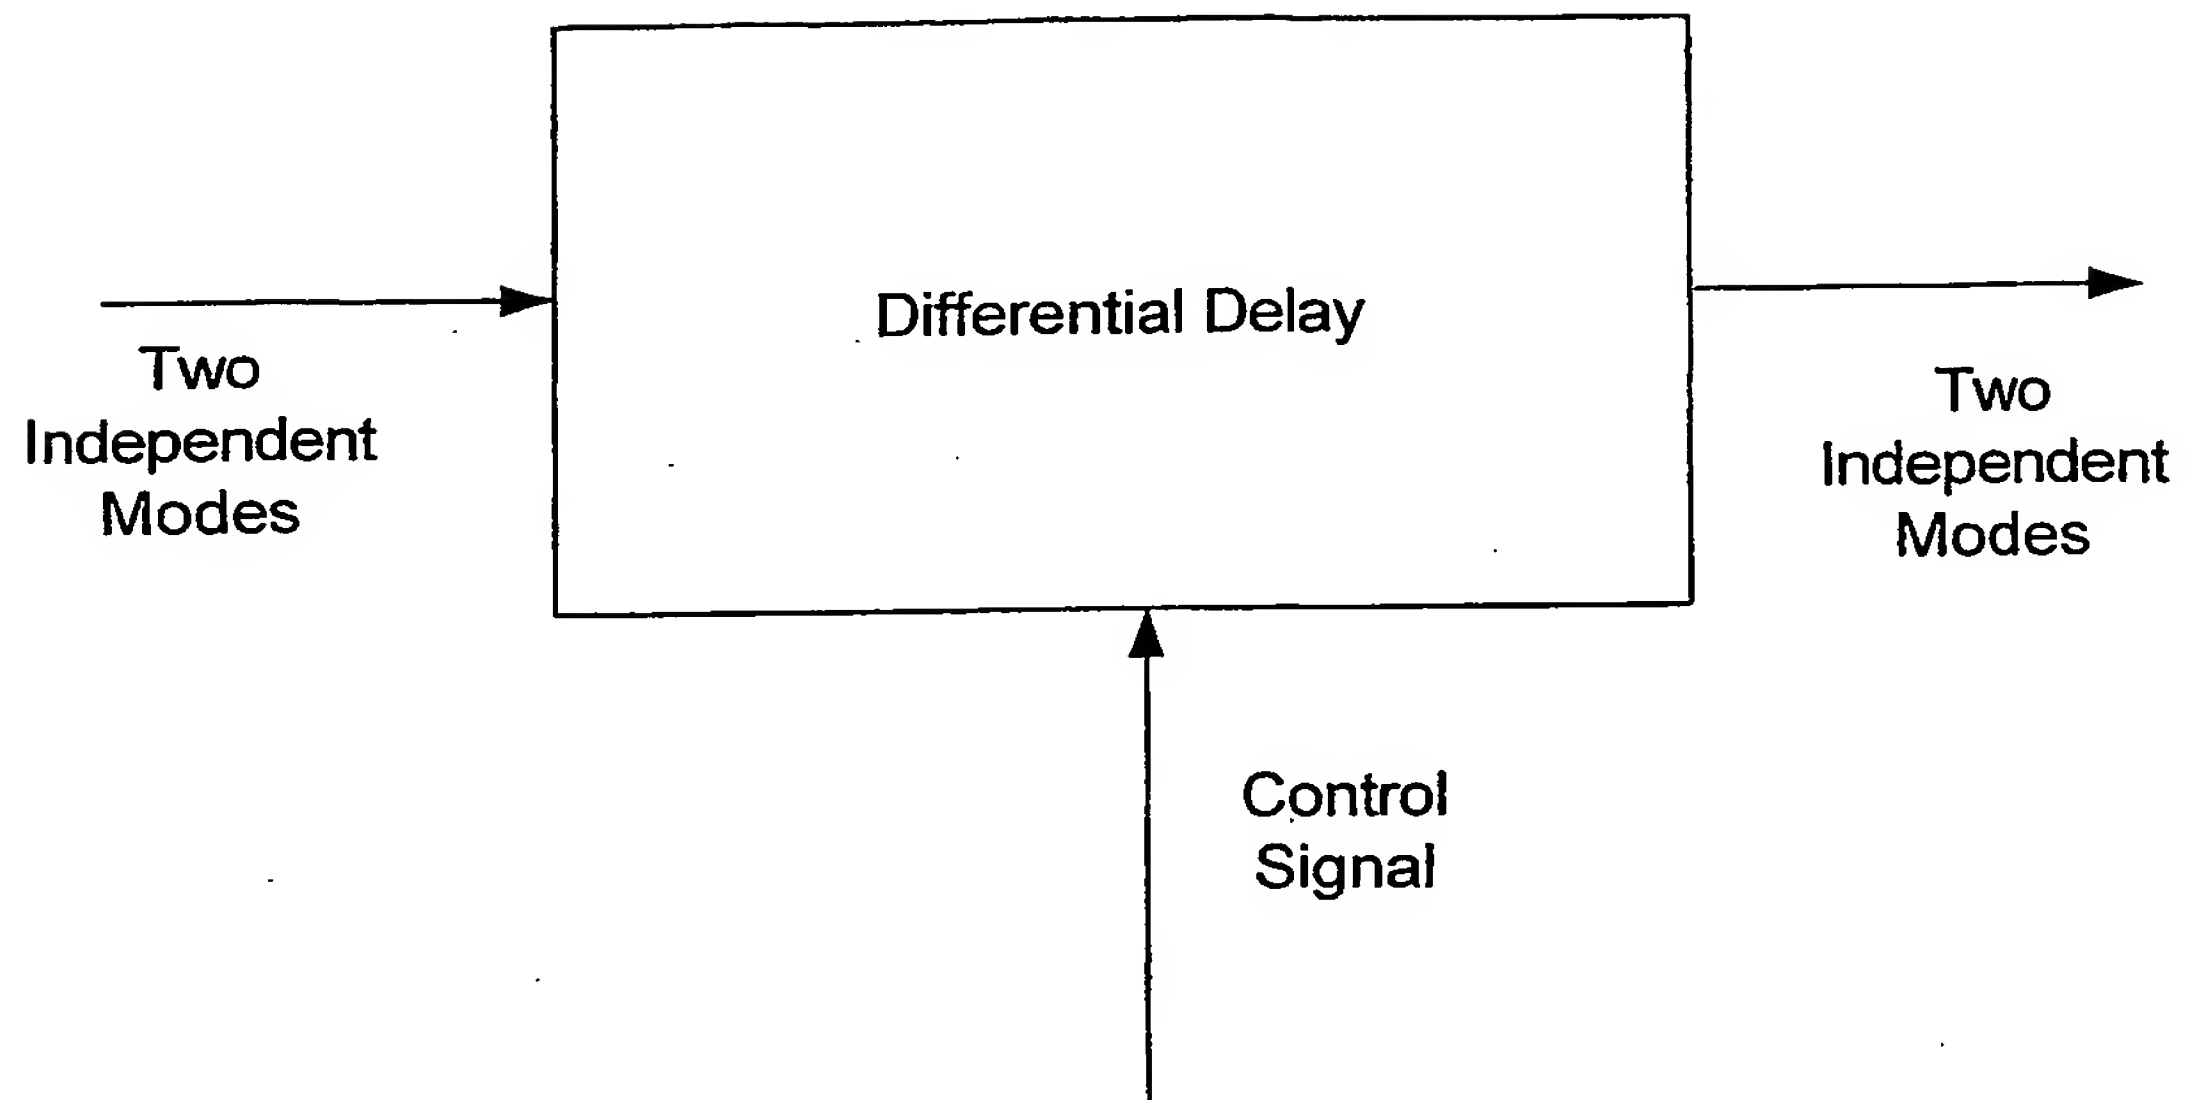 Differential Delay
Two
Independent
Modes
Two
Independent
Modes
Control
Signal